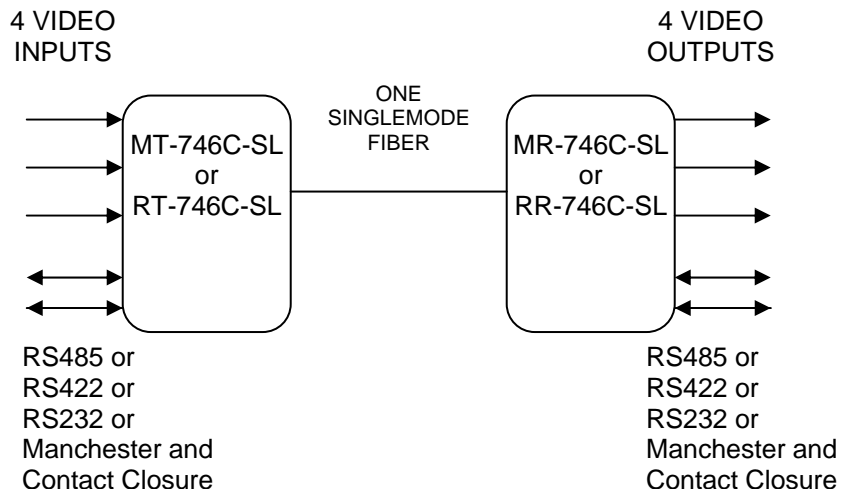 4 VIDEO
INPUTS
4 VIDEO
OUTPUTS
ONE
SINGLEMODE
FIBER
MT-746C-SL
or
RT-746C-SL
MR-746C-SL
or
RR-746C-SL
RS485 or
RS422 or
RS232 or
Manchester and
Contact Closure
RS485 or
RS422 or
RS232 or
Manchester and
Contact Closure